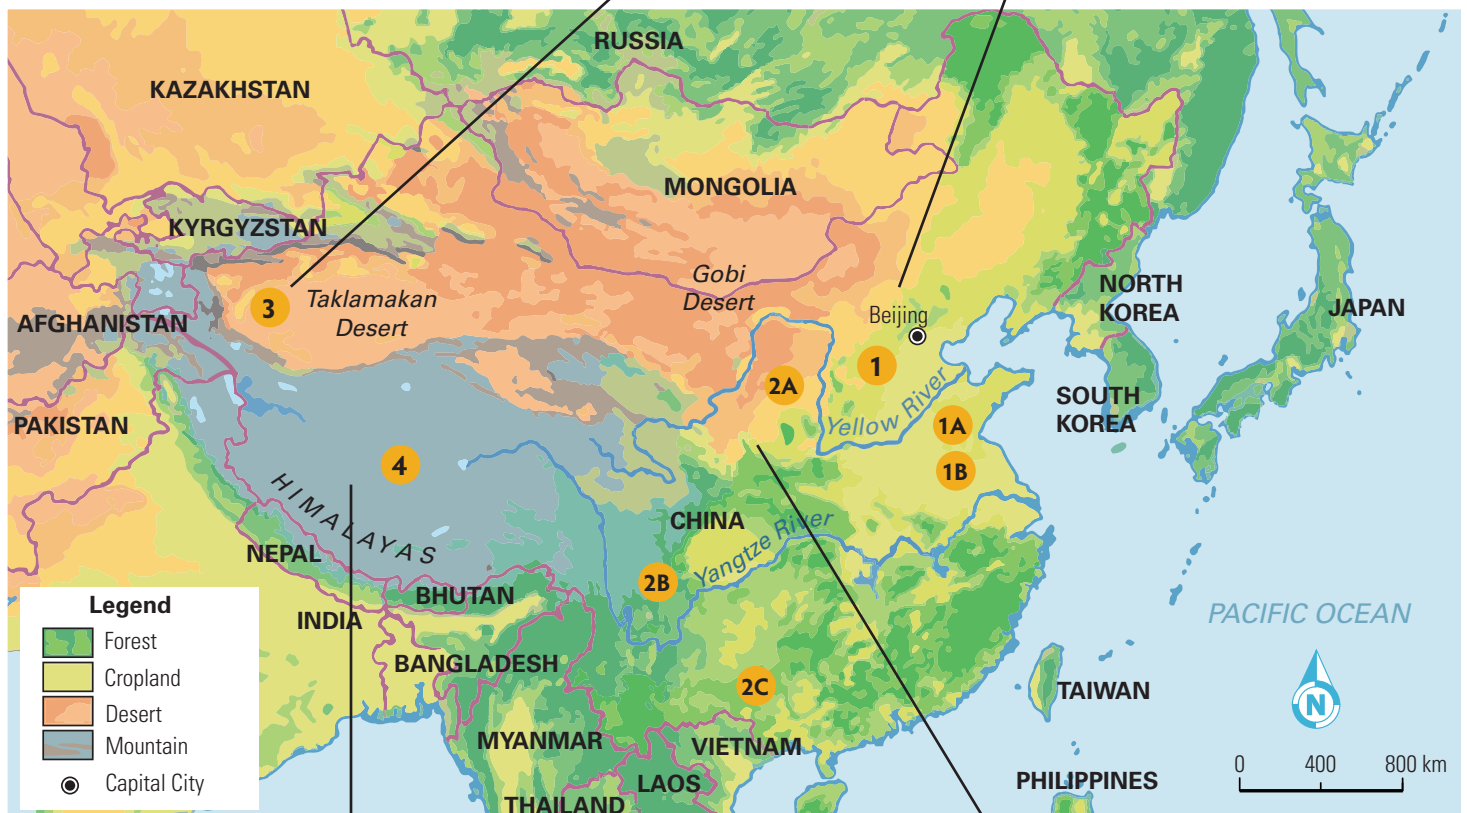 RUSSIA
KAZAKHSTAN
MONGOLIA
KYRGYZSTAN
Gobi
Desert
NORTH
KOREA
JAPAN
3
Taklamakan
Desert
Beijing
AFGHANISTAN
1
2A
SOUTH
KOREA
PAKISTAN
Yellow River
1A
4
1B
HIMALAYAS
CHINA
Yangtze River
NEPAL
2B
BHUTAN
PACIFIC OCEAN
INDIA
BANGLADESH
2C
TAIWAN
MYANMAR
VIETNAM
LAOS
PHILIPPINES
THAILAND
Legend
Forest
Cropland
Desert
Mountain
Capital City
N
0 400 800 km